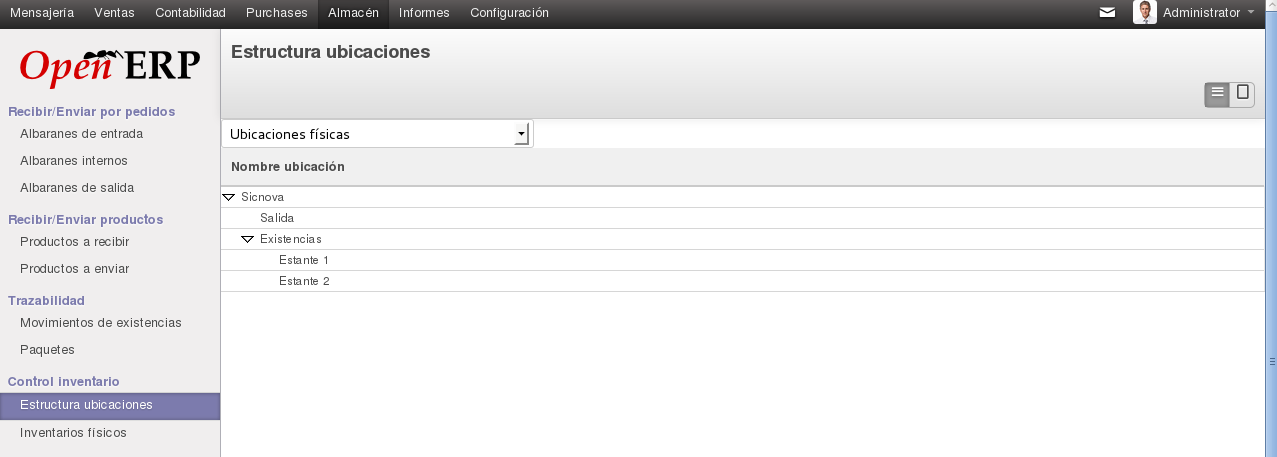 Mensajería Ventas Contabilidad Purchases Almacén Informes Configuración Administrator
Open ERP
Recibir/Enviar por pedidos
Albaranes de entrada
Albaranes internos
Albaranes de salida
Recibir/Enviar productos
Productos a recibir
Productos a enviar
Trazabilidad
Movimientos de existencias
Paquetes
Control inventario
Estructura ubicaciones
Inventarios físicos
Estructura ubicaciones
Ubicaciones físicas
Nombre ubicación
Sicnova
Salida
Existencias
Estante 1
Estante 2